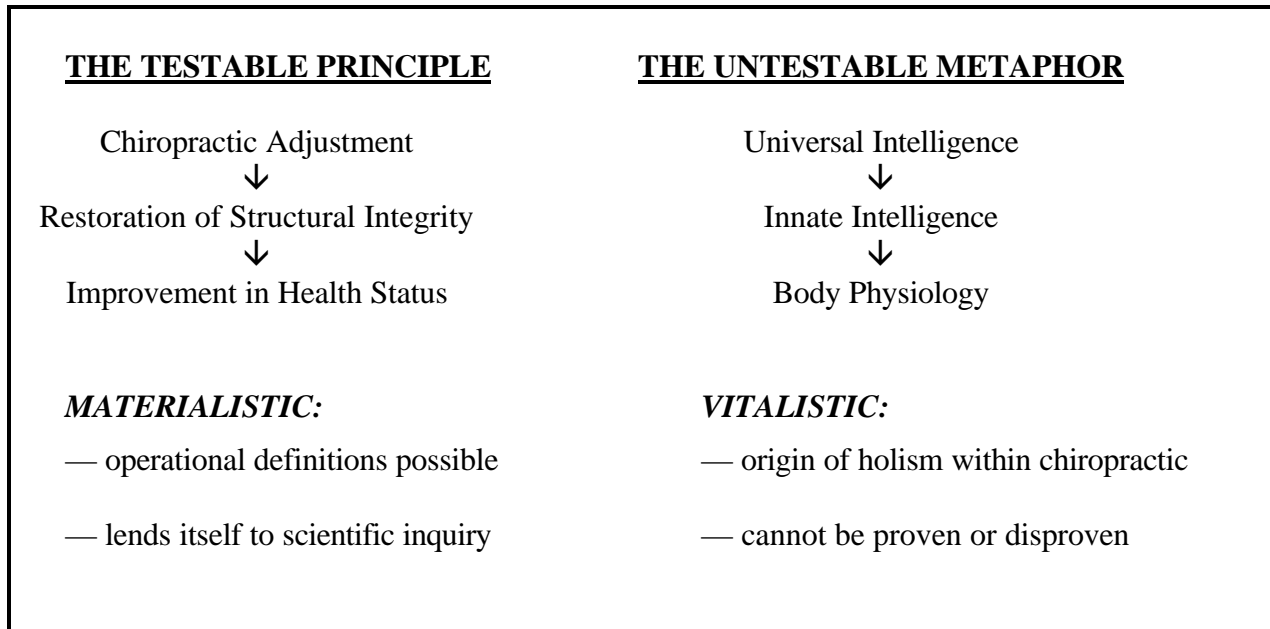 THE TESTABLE PRINCIPLE
Chiropractic Adjustment
↓
Restoration of Structural Integrity
↓
Improvement in Health Status
MATERIALISTIC:
— operational definitions possible
— lends itself to scientific inquiry
THE UNTESTABLE METAPHOR
Universal Intelligence
↓
Innate Intelligence
↓
Body Physiology
VITALISTIC:
— origin of holism within chiropractic
— cannot be proven or disproven